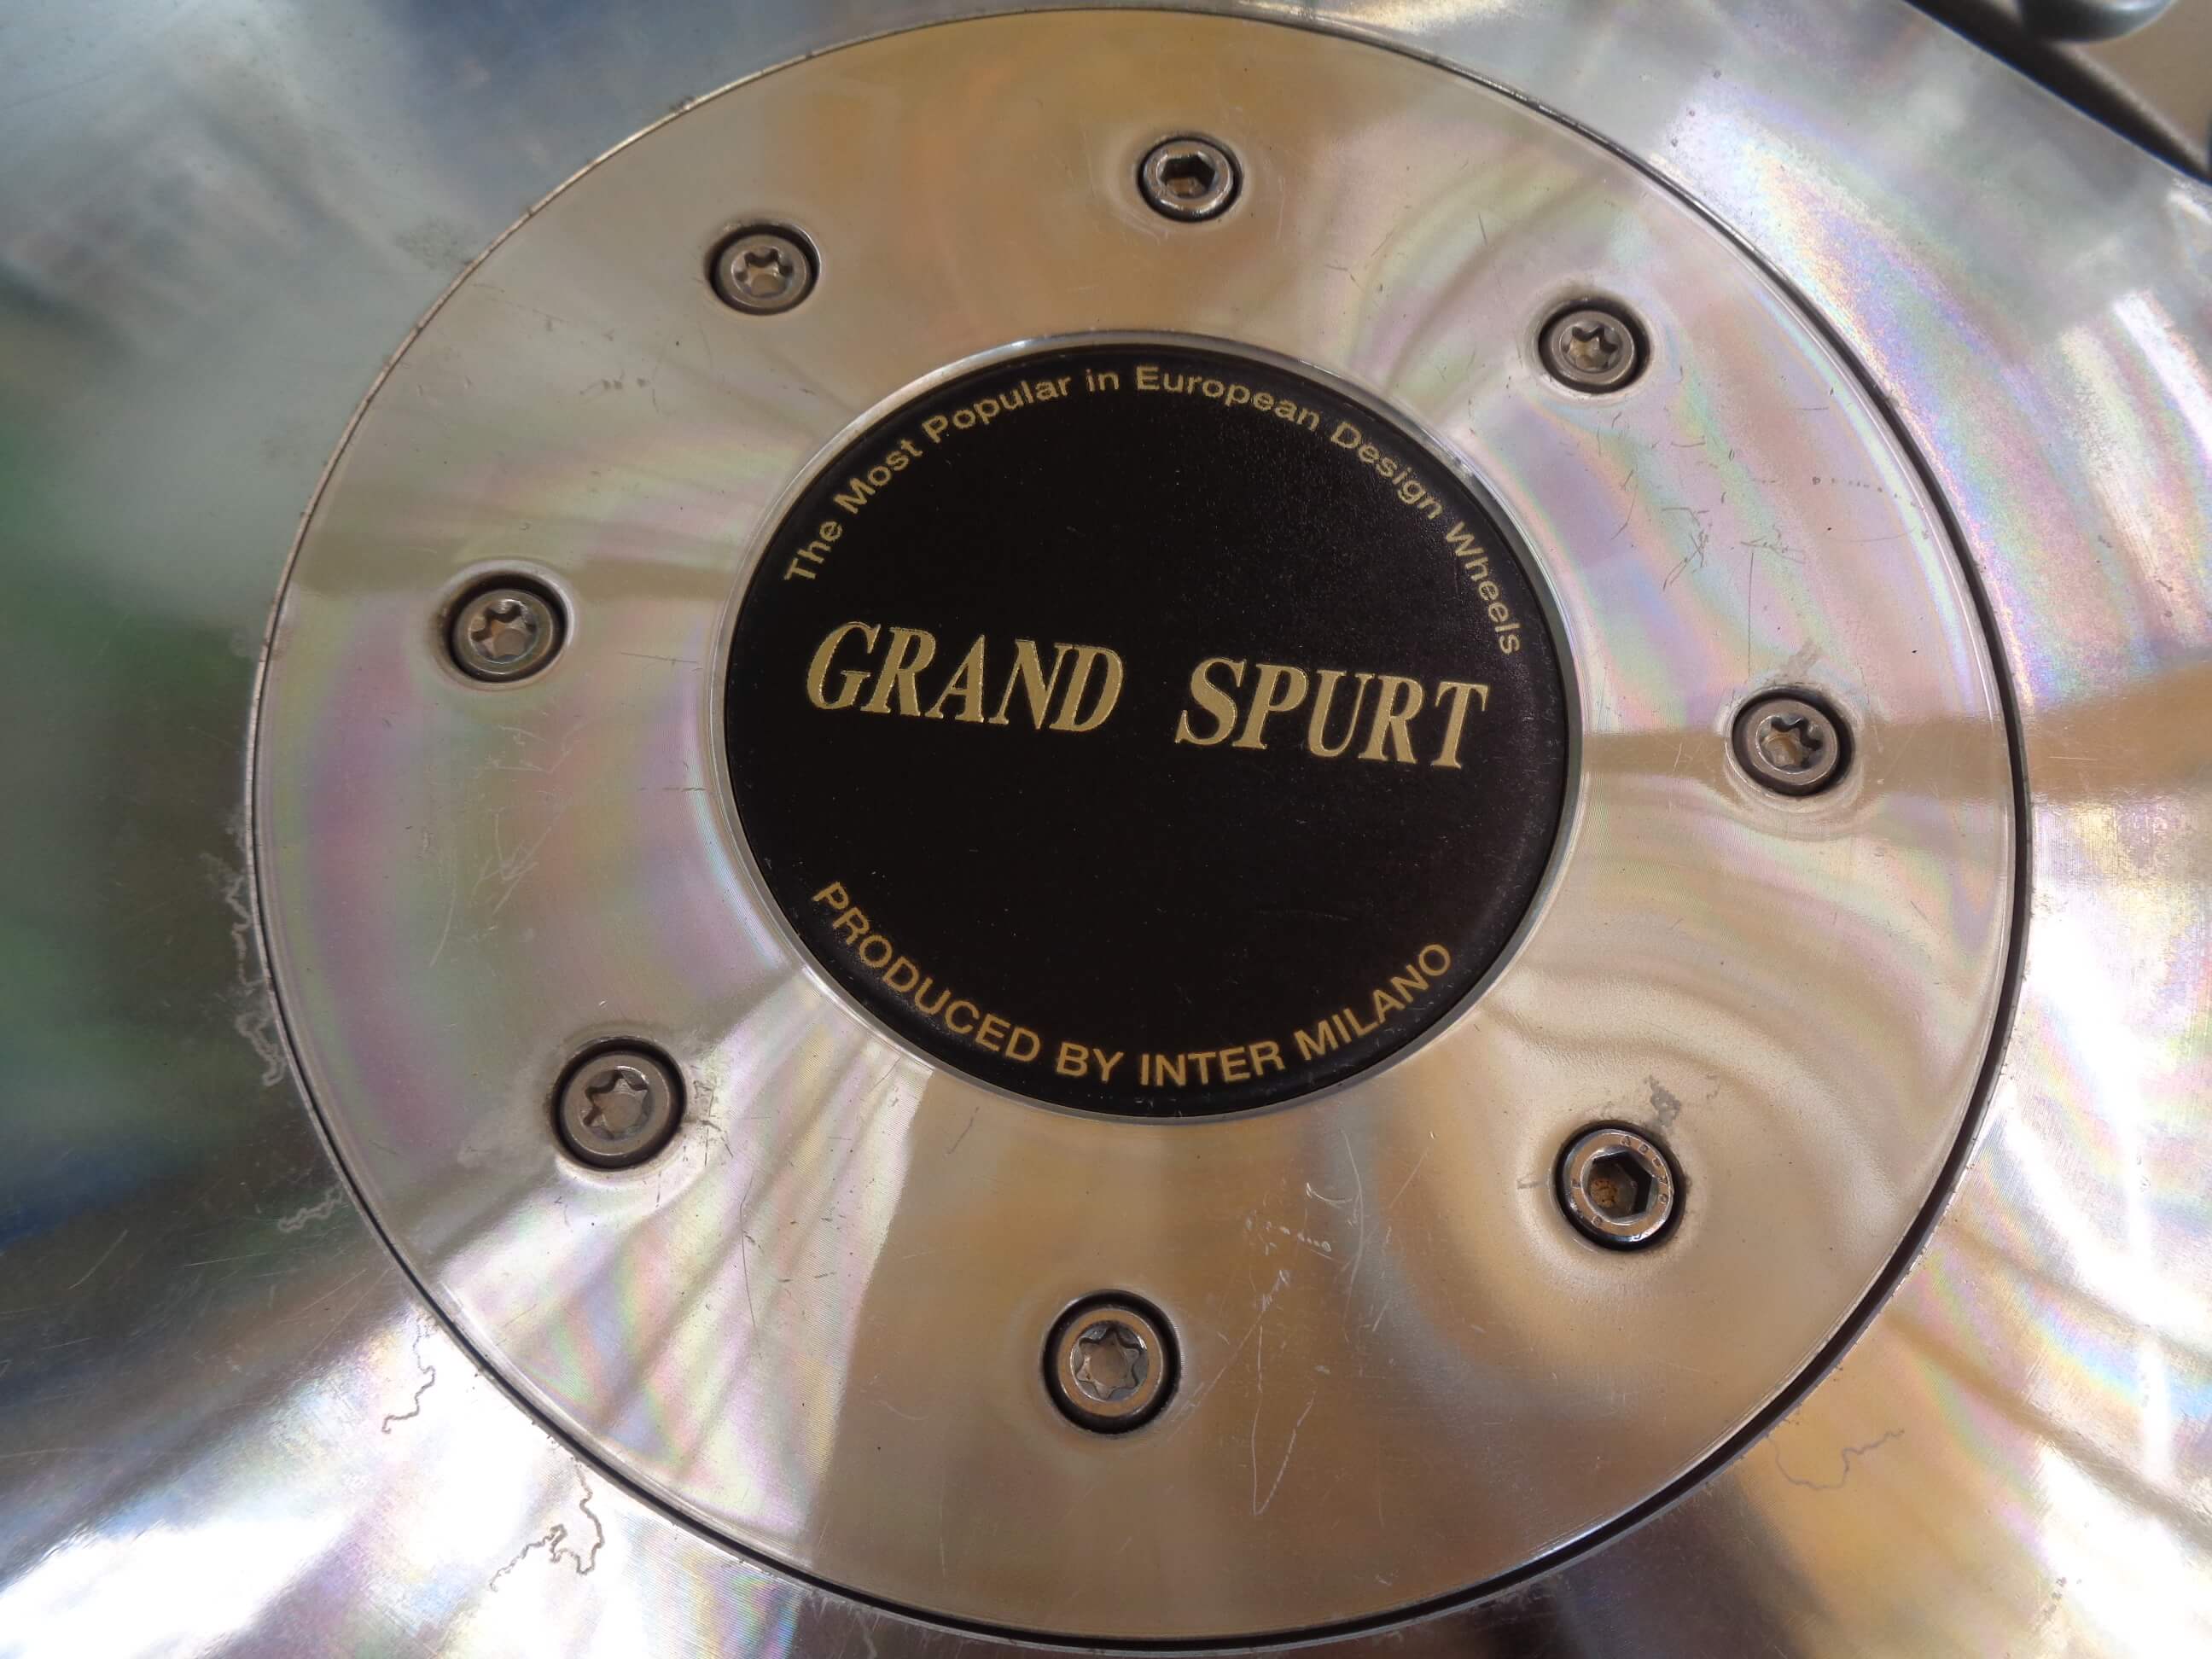 The Most Popular in European Design Wheels
GRAND SPURT
PRODUCED BY INTER MILANO